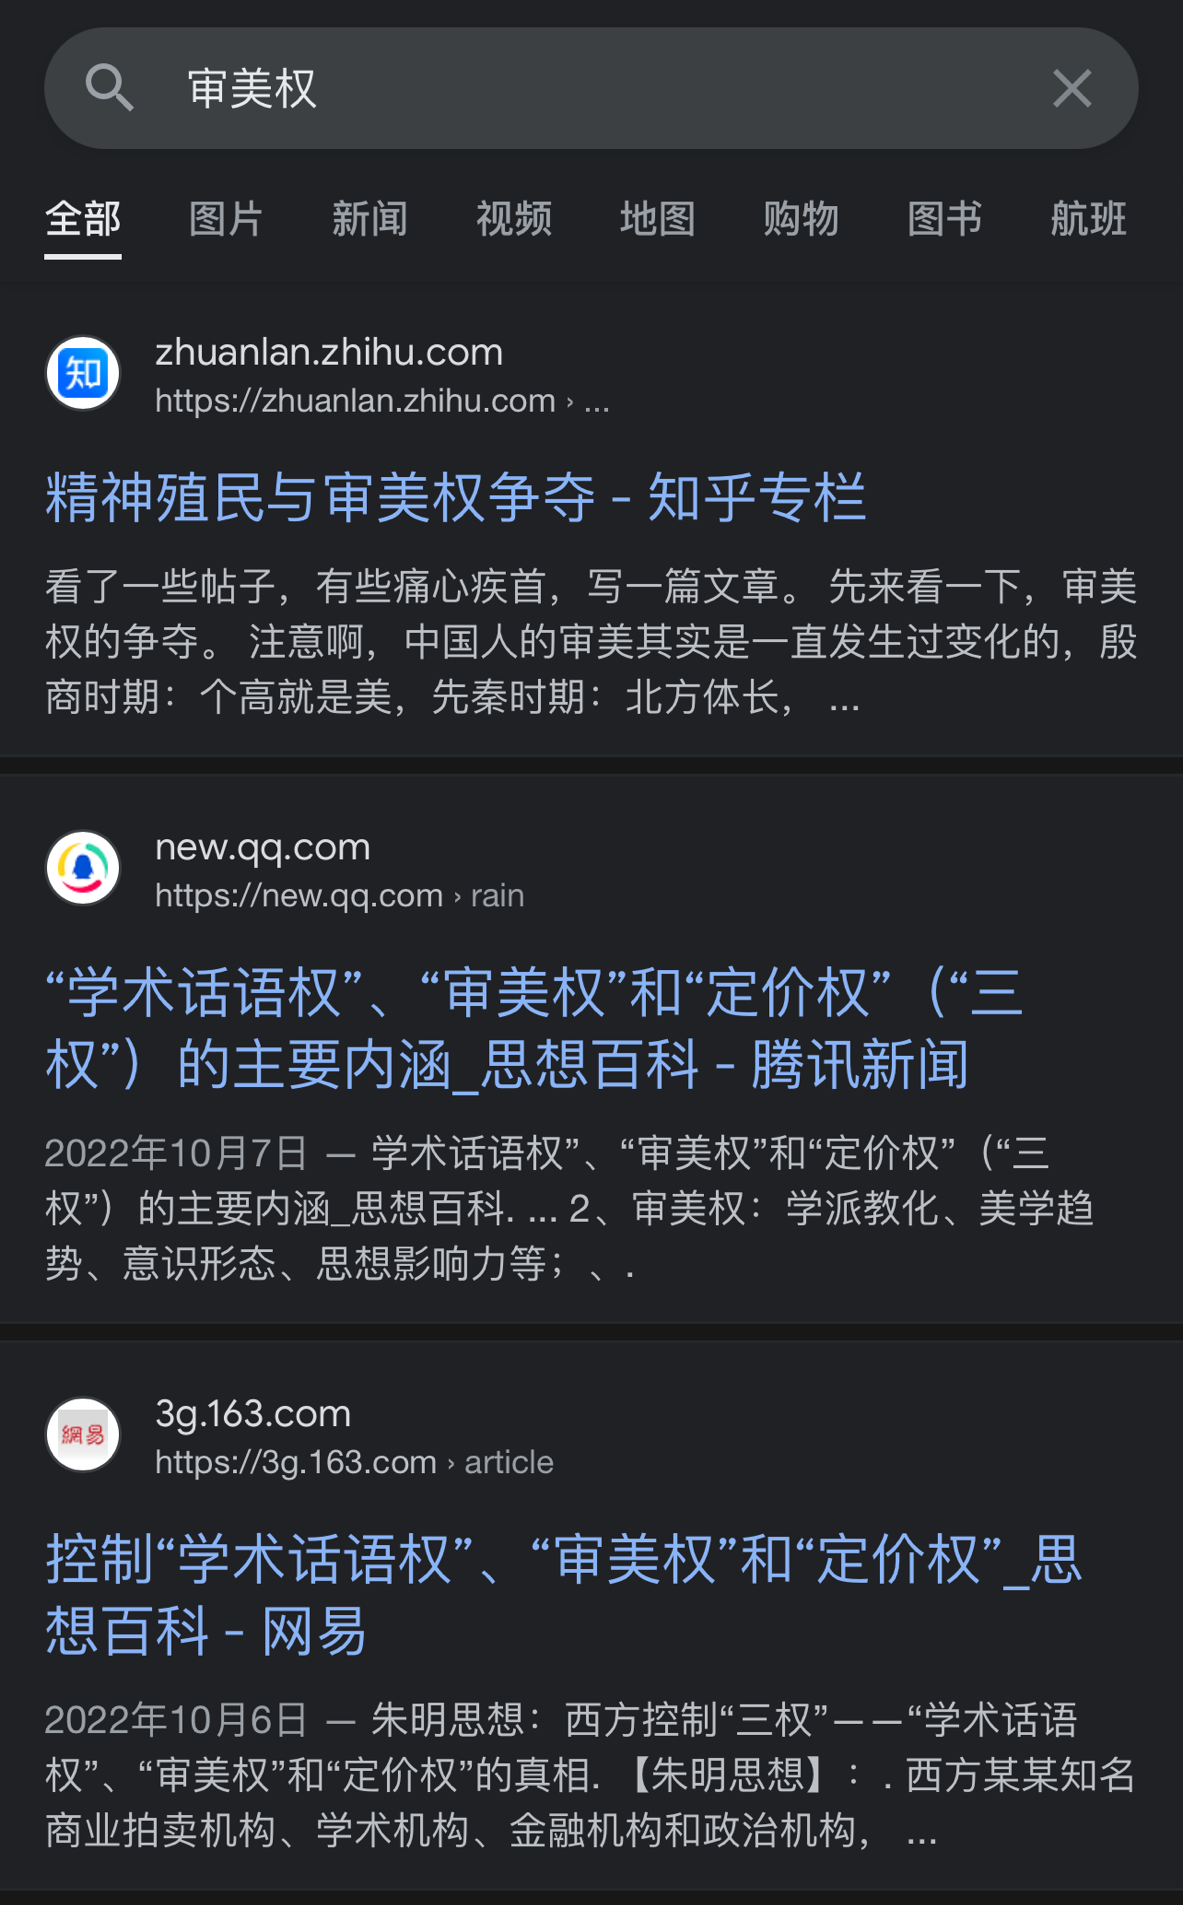 审美权
全部 图片 新闻 视频 地图 购物 图书 航班
知
zhuanlan.zhihu.com
https://zhuanlan.zhihu.com › ...
精神殖民与审美权争夺 - 知乎专栏
看了一些帖子，有些痛心疾首，写一篇文章。 先来看一下，审美
权的争夺。 注意啊，中国人的审美其实是一直发生过变化的，殷
商时期：个高就是美，先秦时期：北方体长， ...
new.qq.com
https://new.qq.com › rain
“学术话语权”、“审美权”和“定价权”（“三
权”）的主要内涵_思想百科 - 腾讯新闻
2022年10月7日 — 学术话语权”、“审美权”和“定价权”（“三
权”）的主要内涵_思想百科. ... 2、审美权：学派教化、美学趋
势、意识形态、思想影响力等；、.
網易
3g.163.com
https://3g.163.com › article
控制“学术话语权”、“审美权”和“定价权”_思
想百科 - 网易
2022年10月6日 — 朱明思想：西方控制“三权”——“学术话语
权”、“审美权”和“定价权”的真相. 【朱明思想】：. 西方某某知名
商业拍卖机构、学术机构、金融机构和政治机构， ...